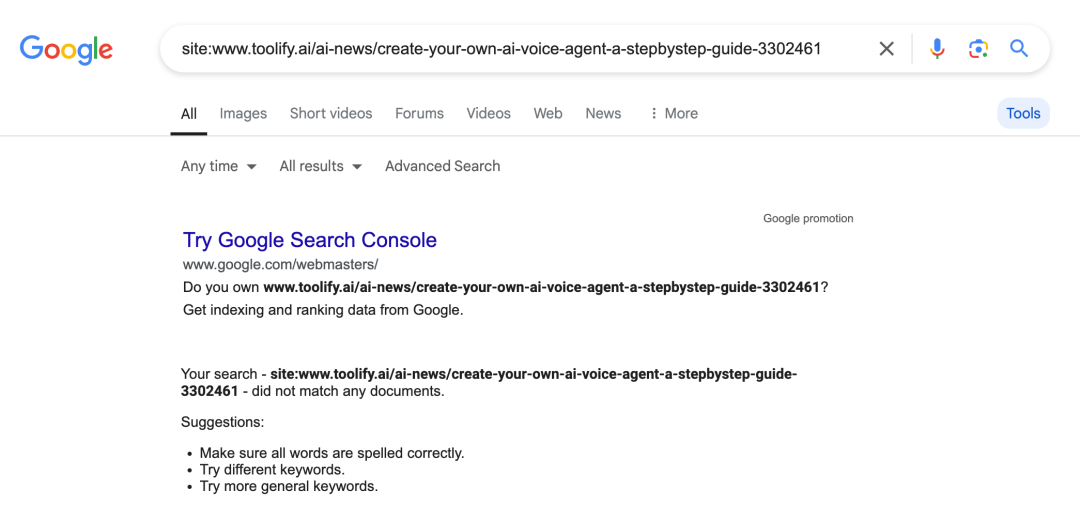 Google
site:www.toolify.ai/ai-news/create-your-own-ai-voice-agent-a-stepbystep-guide-3302461
All Images Short videos Forums Videos Web News More Tools
Any time All results Advanced Search
Google promotion
Try Google Search Console
www.google.com/webmasters/
Do you own www.toolify.ai/ai-news/create-your-own-ai-voice-agent-a-stepbystep-guide-3302461?
Get indexing and ranking data from Google.
Your search - site:www.toolify.ai/ai-news/create-your-own-ai-voice-agent-a-stepbystep-guide-
3302461 - did not match any documents.
Suggestions:
• Make sure all words are spelled correctly.
• Try different keywords.
• Try more general keywords.